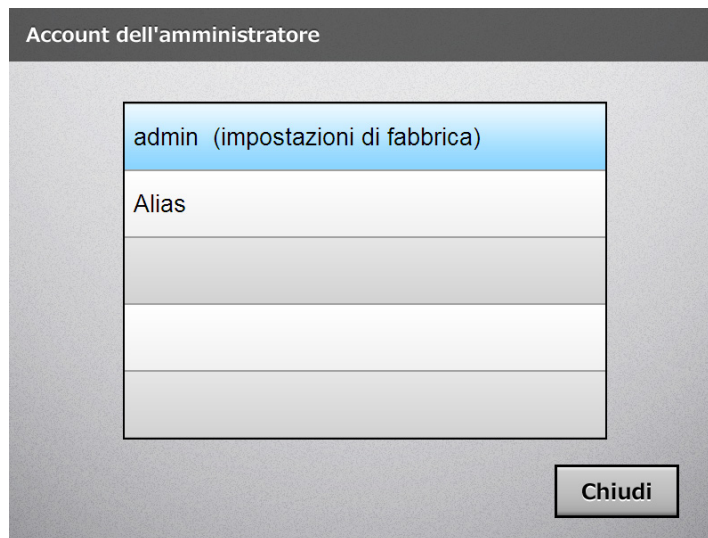 Account dell'amministratore
admin (impostazioni di fabbrica)
Alias
Chiudi